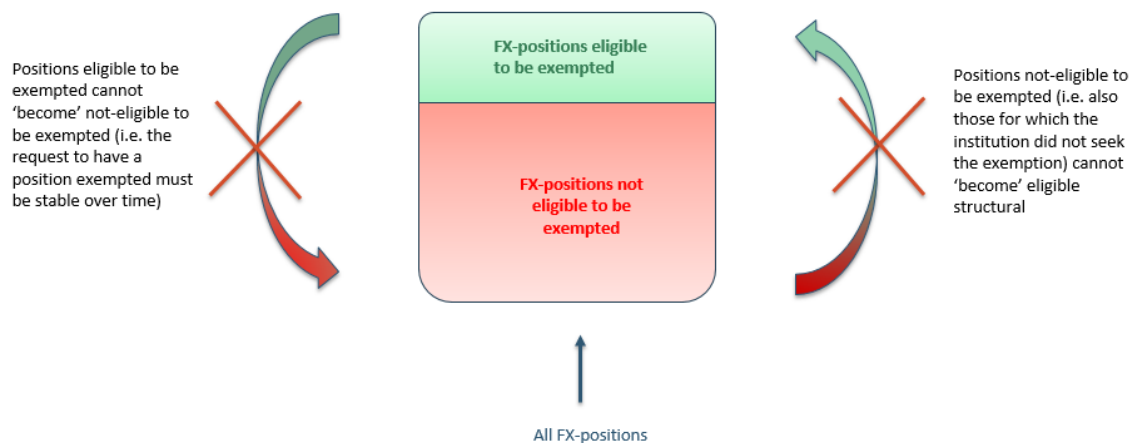 Positions eligible to be
exempted cannot
‘become’ not-eligible to
be exempted (i.e. the
request to have a
position exempted must
be stable over time)
FX-positions eligible
to be exempted
FX-positions not
eligible to be
exempted
Positions not-eligible to
be exempted (i.e. also
those for which the
institution did not seek
the exemption) cannot
‘become’ eligible
structural
All FX-positions